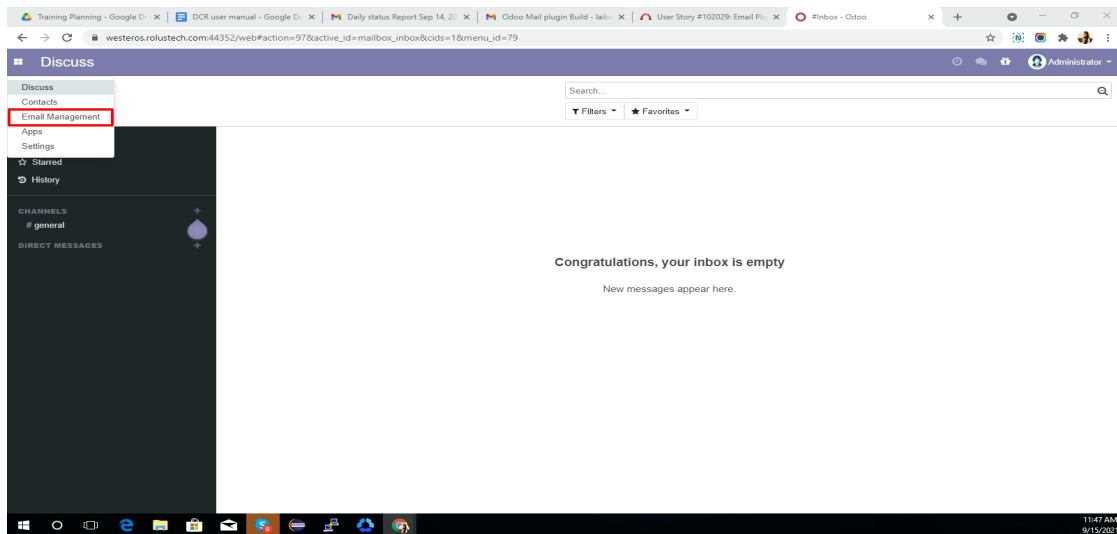 Training Planning - Google Dr
DCR user manual - Google Do
Daily status Report Sep 14, 20
Odoo Mail plugin Build - laiba
User Story #102029: Email Plu
#Inbox - Odoo
westeros.rolustech.com:44352/web#action=97&active_id=mailbox_inbox&cids=1&menu_id=79
Discuss
Administrator
Discuss
Contacts
Email Management
Apps
Settings
Search...
Filters
Favorites
Starred
History
CHANNELS
# general
DIRECT MESSAGES
Congratulations, your inbox is empty
New messages appear here.
11:47 AM
9/15/2021